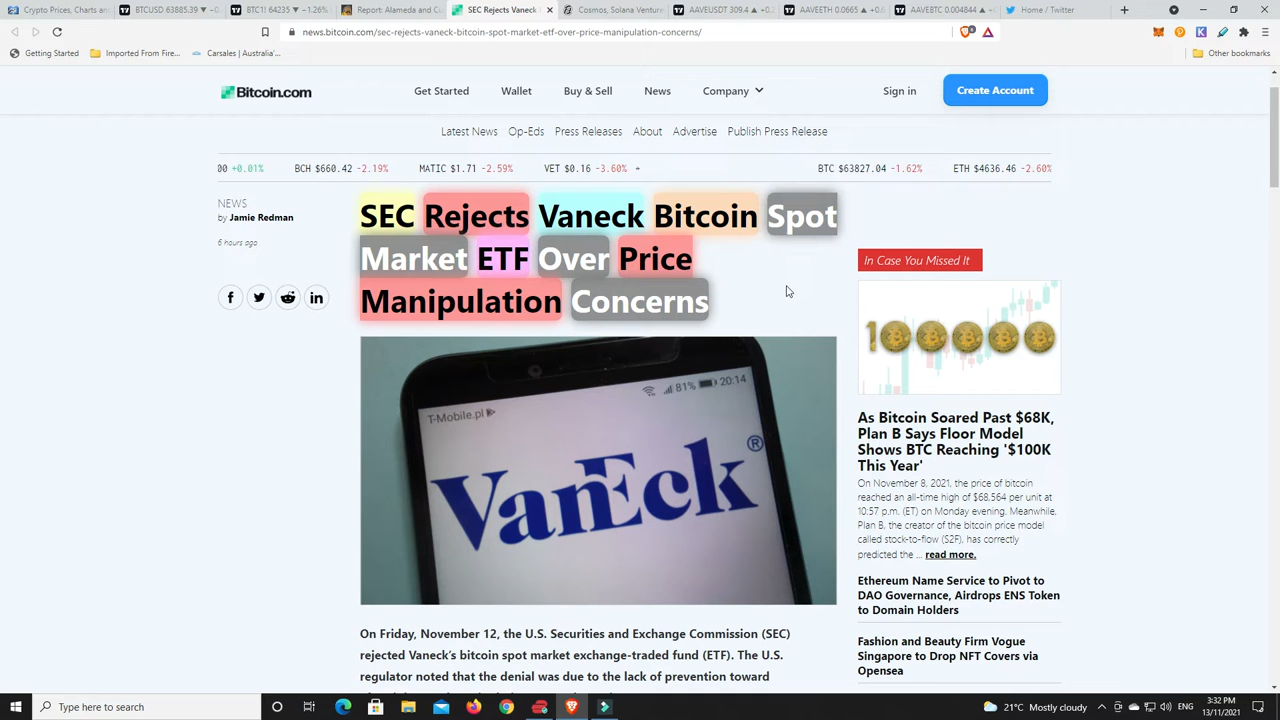 Crypto Prices, Charts an
BTCUSD 63885.39 ▼ −0.
BTC1! 64235 ▼ −1.26%
Report: Alameda and Cu
SEC Rejects Vaneck
Cosmos, Solana Venture
AAVEUSDT 309.4 ▲ +0.2
AAVEETH 0.0665 ▲
AAVEBTC 0.004844 ▲ +0
Home / Twitter
news.bitcoin.com/sec-rejects-vaneck-bitcoin-spot-market-etf-over-price-manipulation-concerns/
Getting Started
Imported From Fire...
Carsales | Australia'...
Other bookmarks
Bitcoin.com
Get Started
Wallet
Buy & Sell
News
Company
Sign in
Create Account
Latest News
Op-Eds
Press Releases
About
Advertise
Publish Press Release
00 +0.01%
BCH $660.42 -2.19%
MATIC $1.71 -2.59%
VET $0.16 -3.60%
BTC $63827.04 -1.62%
ETH $4636.46 -2.60%
NEWS
by Jamie Redman
6 hours ago
SEC Rejects Vaneck Bitcoin Spot
Market ETF Over Price
Manipulation Concerns
T-Mobile.pl
81% 20:14
VanEck®
On Friday, November 12, the U.S. Securities and Exchange Commission (SEC)
rejected Vaneck's bitcoin spot market exchange-traded fund (ETF). The U.S.
regulator noted that the denial was due to the lack of prevention toward
In Case You Missed It
As Bitcoin Soared Past $68K,
Plan B Says Floor Model
Shows BTC Reaching '$100K
This Year'
On November 8, 2021, the price of bitcoin
reached an all-time high of $68,564 per unit at
10:57 p.m. (ET) on Monday evening. Meanwhile,
Plan B, the creator of the bitcoin price model
called stock-to-flow (S2F), has correctly
predicted the ... read more.
Ethereum Name Service to Pivot to
DAO Governance, Airdrops ENS Token
to Domain Holders
Fashion and Beauty Firm Vogue
Singapore to Drop NFT Covers via
Opensea
Type here to search
21°C Mostly cloudy
ENG
3:32 PM
13/11/2021